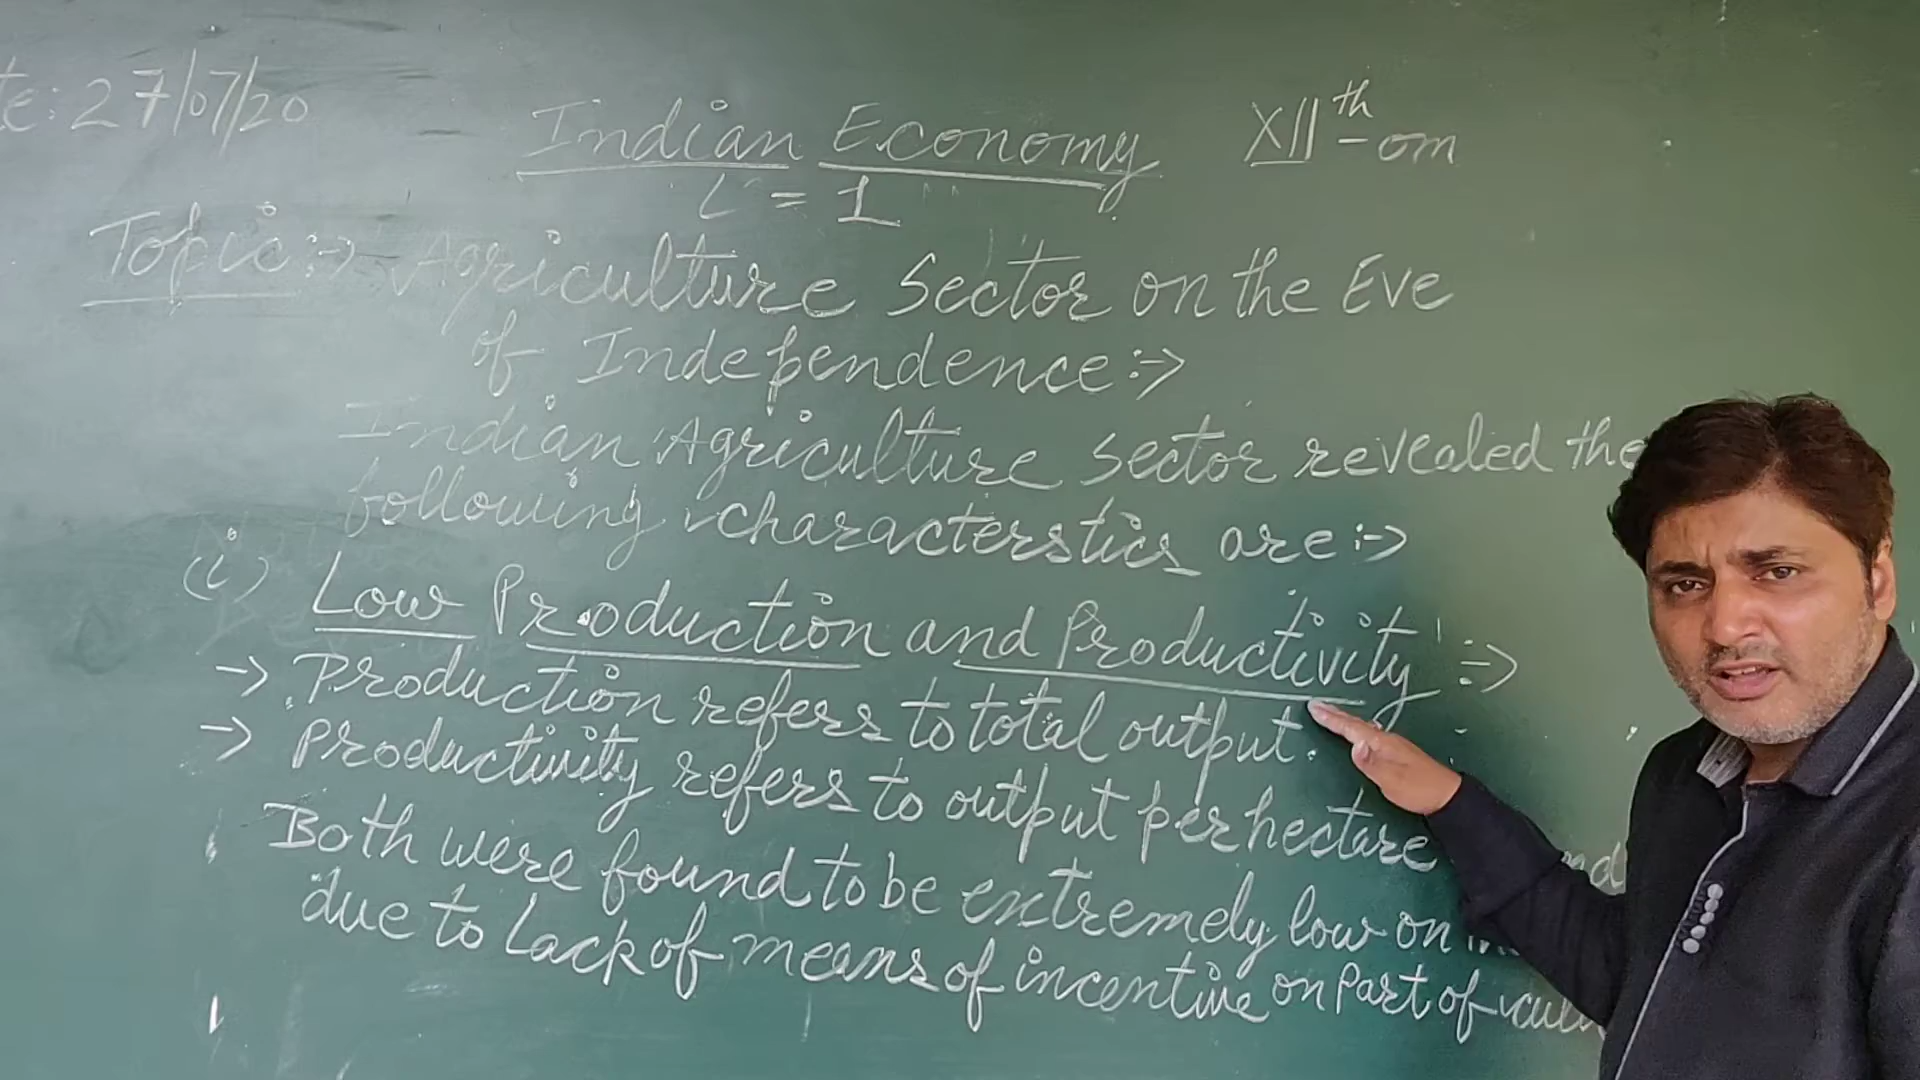 te: 27/07/20
Indian Economy XIIth - om
L = 1
Topic :-> Agriculture Sector on the Eve
of Independence :->
Indian Agriculture Sector revealed the
following characterstics are :->
(i) Low Production and Productivity :->
-> Production refers to total output.
-> Productivity refers to output per hectare
Both were found to be extremely low on
due to Lack of means of incentive on Part of